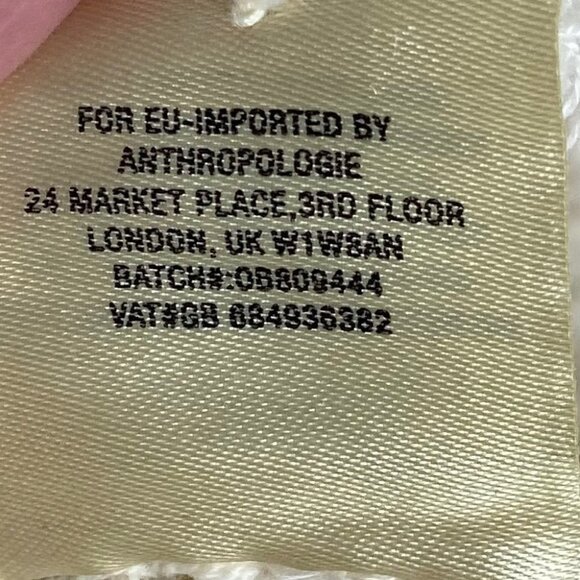 FOR EU-IMPORTED BY
ANTHROPOLOGIE
24 MARKET PLACE,3RD FLOOR
LONDON, UK W1W8AN
BATCH#:OB809444
VAT#GB 684936382